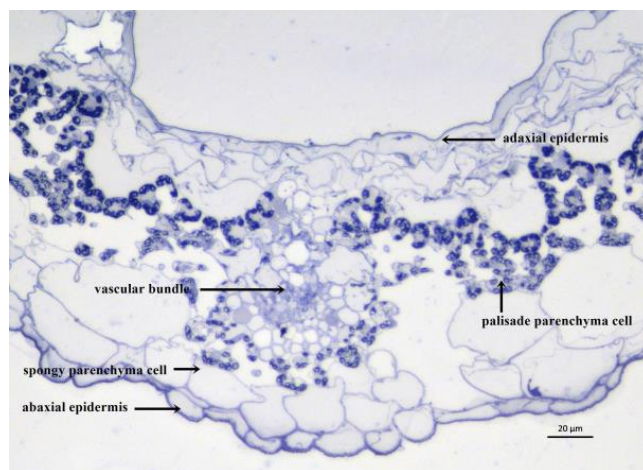 adaxial epidermis
vascular bundle
palisade parenchyma cell
spongy parenchyma cell
abaxial epidermis
20 μm